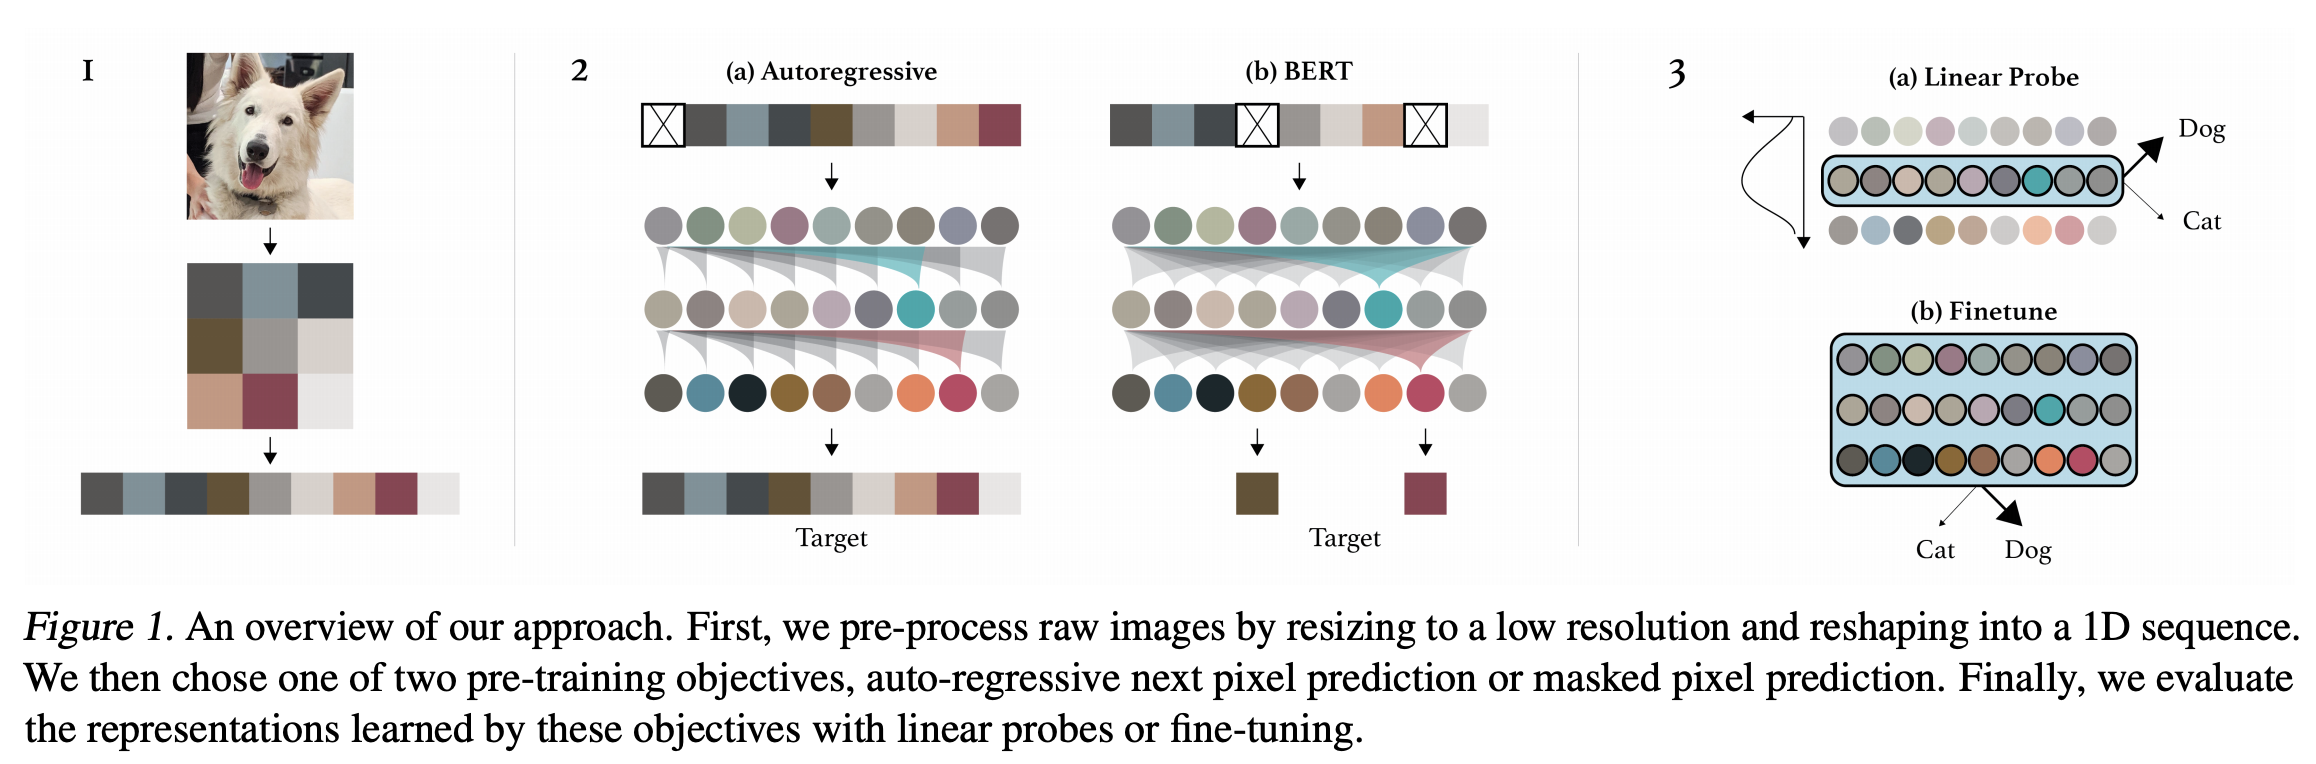 1
2
(a) Autoregressive
Target
(b) BERT
Target
3
(a) Linear Probe
Dog
Cat
(b) Finetune
Cat Dog
Figure 1. An overview of our approach. First, we pre-process raw images by resizing to a low resolution and reshaping into a 1D sequence.
We then chose one of two pre-training objectives, auto-regressive next pixel prediction or masked pixel prediction. Finally, we evaluate
the representations learned by these objectives with linear probes or fine-tuning.